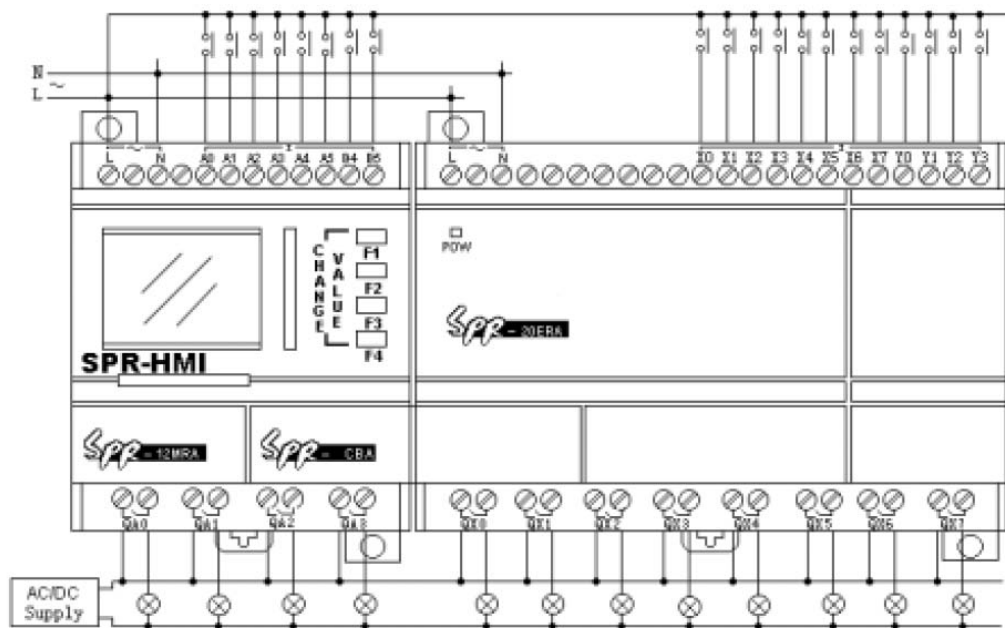 N ~
L
L ~ N A0 A1 A2 A3 A4 A5 B4 B5
I
L ~ N X0 X1 X2 X3 X4 X5 X6 X7 Y0 Y1 Y2 Y3
I
CHANGE
VALUE
F1
F2
F3
F4
SPR-HMI
POW
SPR - 20ERA
SPR - 12MRA
SPR - CBA
QA0 QA1 QA2 QA3
QX0 QX1 QX2 QX3 QX4 QX5 QX6 QX7
AC/DC
Supply